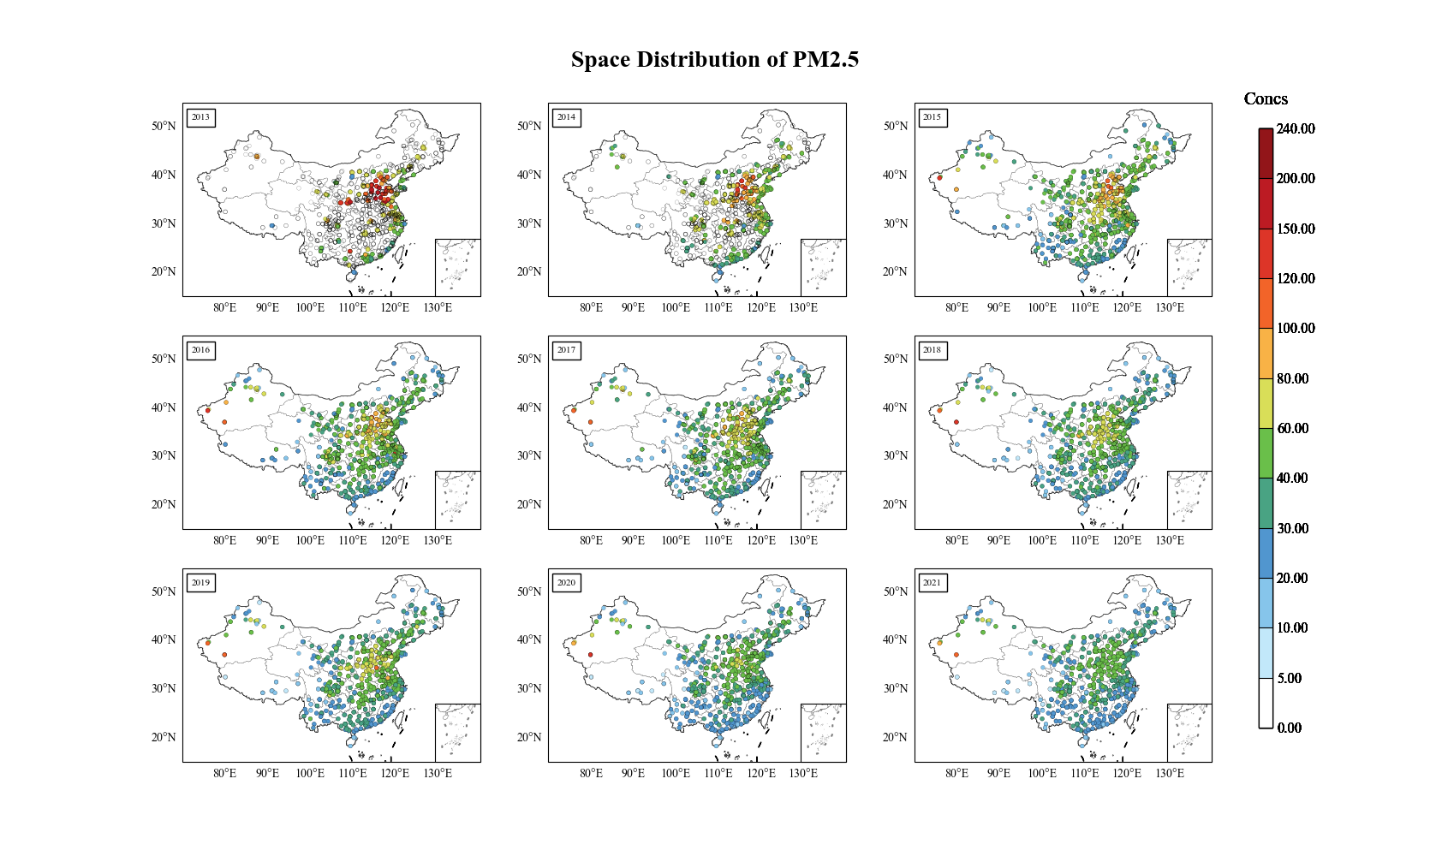 Space Distribution of PM2.5
2013
50°N
40°N
30°N
20°N
80°E 90°E 100°E 110°E 120°E 130°E
2014
50°N
40°N
30°N
20°N
80°E 90°E 100°E 110°E 120°E 130°E
2015
50°N
40°N
30°N
20°N
80°E 90°E 100°E 110°E 120°E 130°E
2016
50°N
40°N
30°N
20°N
80°E 90°E 100°E 110°E 120°E 130°E
2017
50°N
40°N
30°N
20°N
80°E 90°E 100°E 110°E 120°E 130°E
2018
50°N
40°N
30°N
20°N
80°E 90°E 100°E 110°E 120°E 130°E
2019
50°N
40°N
30°N
20°N
80°E 90°E 100°E 110°E 120°E 130°E
2020
50°N
40°N
30°N
20°N
80°E 90°E 100°E 110°E 120°E 130°E
2021
50°N
40°N
30°N
20°N
80°E 90°E 100°E 110°E 120°E 130°E
Concs
240.00
200.00
150.00
120.00
100.00
80.00
60.00
40.00
30.00
20.00
10.00
5.00
0.00